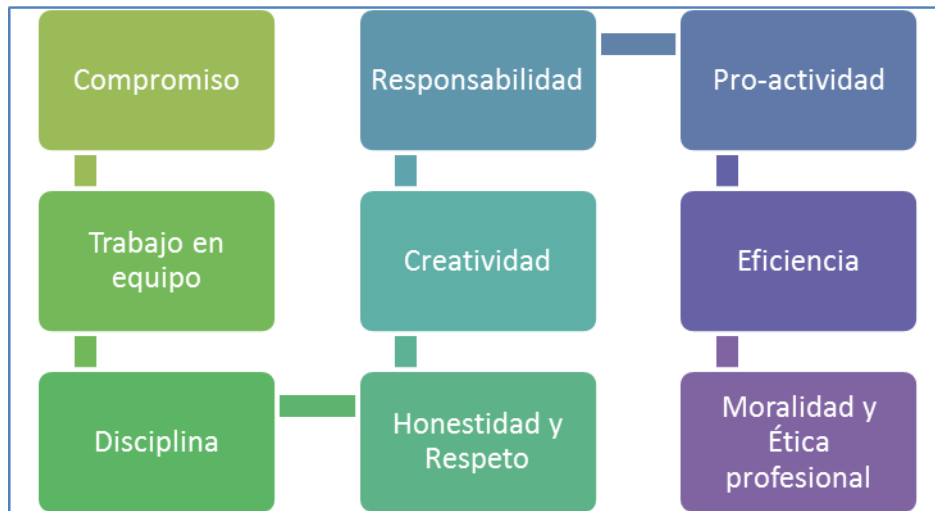 Compromiso
Trabajo en
equipo
Disciplina
Honestidad y
Respeto
Creatividad
Responsabilidad
Pro-actividad
Eficiencia
Moralidad y
Ética
profesional